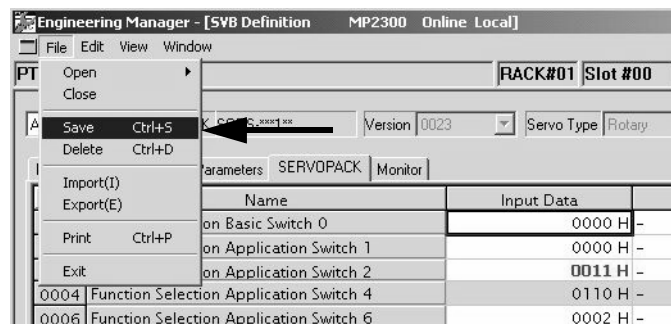 Engineering Manager - [SVB Definition MP2300 Online Local]
File Edit View Window
PT
RACK#01 Slot #00
Open
Close
Save Ctrl+S
Delete Ctrl+D
Import(I)
Export(E)
Print Ctrl+P
Exit
A
SGDS-***1**
Version 0023
Servo Type Rotary
Parameters SERVOPACK Monitor
Name Input Data
on Basic Switch 0 0000 H -
on Application Switch 1 0000 H -
on Application Switch 2 0011 H -
0004 Function Selection Application Switch 4 0110 H -
0006 Function Selection Application Switch 6 0002 H -